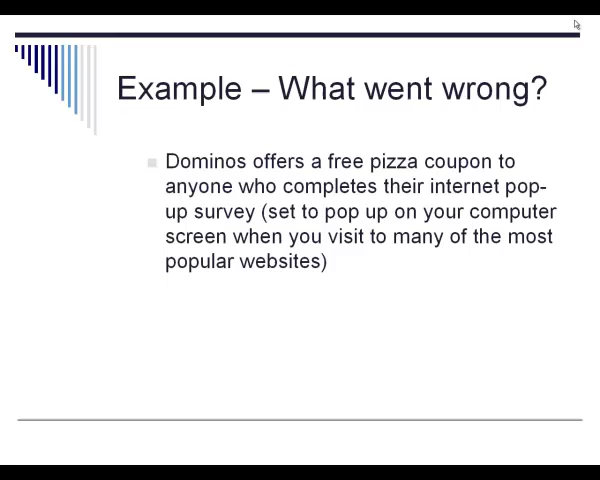 Example – What went wrong?
Dominos offers a free pizza coupon to
anyone who completes their internet pop-
up survey (set to pop up on your computer
screen when you visit to many of the most
popular websites)